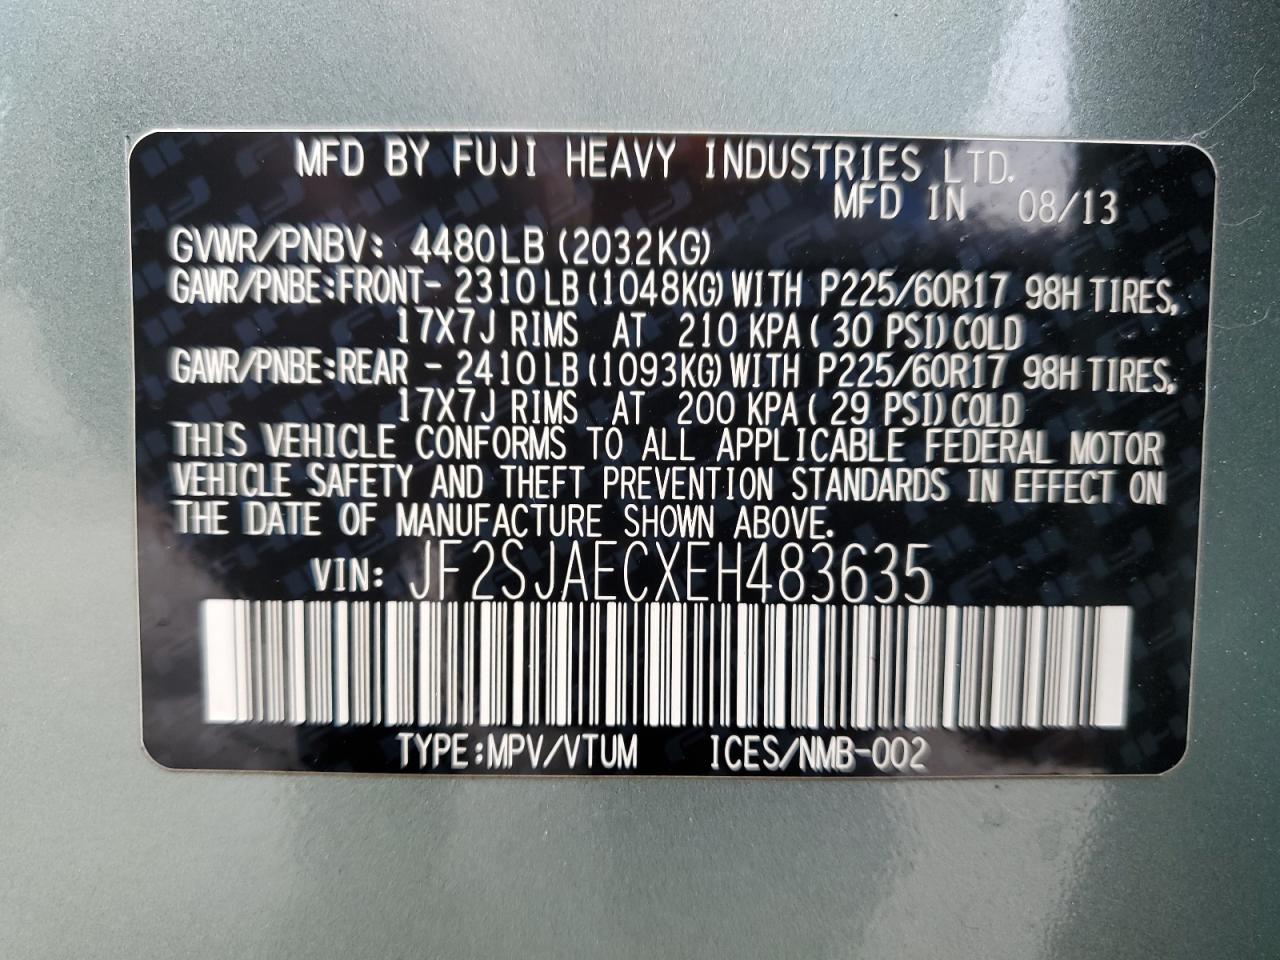 MFD BY FUJI HEAVY INDUSTRIES LTD.
MFD IN 08/13
GVWR/PNBV: 4480LB (2032KG)
GAWR/PNBE:FRONT- 2310LB (1048KG) WITH P225/60R17 98H TIRES,
17X7J RIMS AT 210 KPA( 30 PSI)COLD
GAWR/PNBE:REAR - 2410LB (1093KG) WITH P225/60R17 98H TIRES,
17X7J RIMS AT 200 KPA( 29 PSI)COLD
THIS VEHICLE CONFORMS TO ALL APPLICABLE FEDERAL MOTOR
VEHICLE SAFETY AND THEFT PREVENTION STANDARDS IN EFFECT ON
THE DATE OF MANUFACTURE SHOWN ABOVE.
VIN: JF2SJAECXEH483635
TYPE:MPV/VTUM ICES/NMB-002